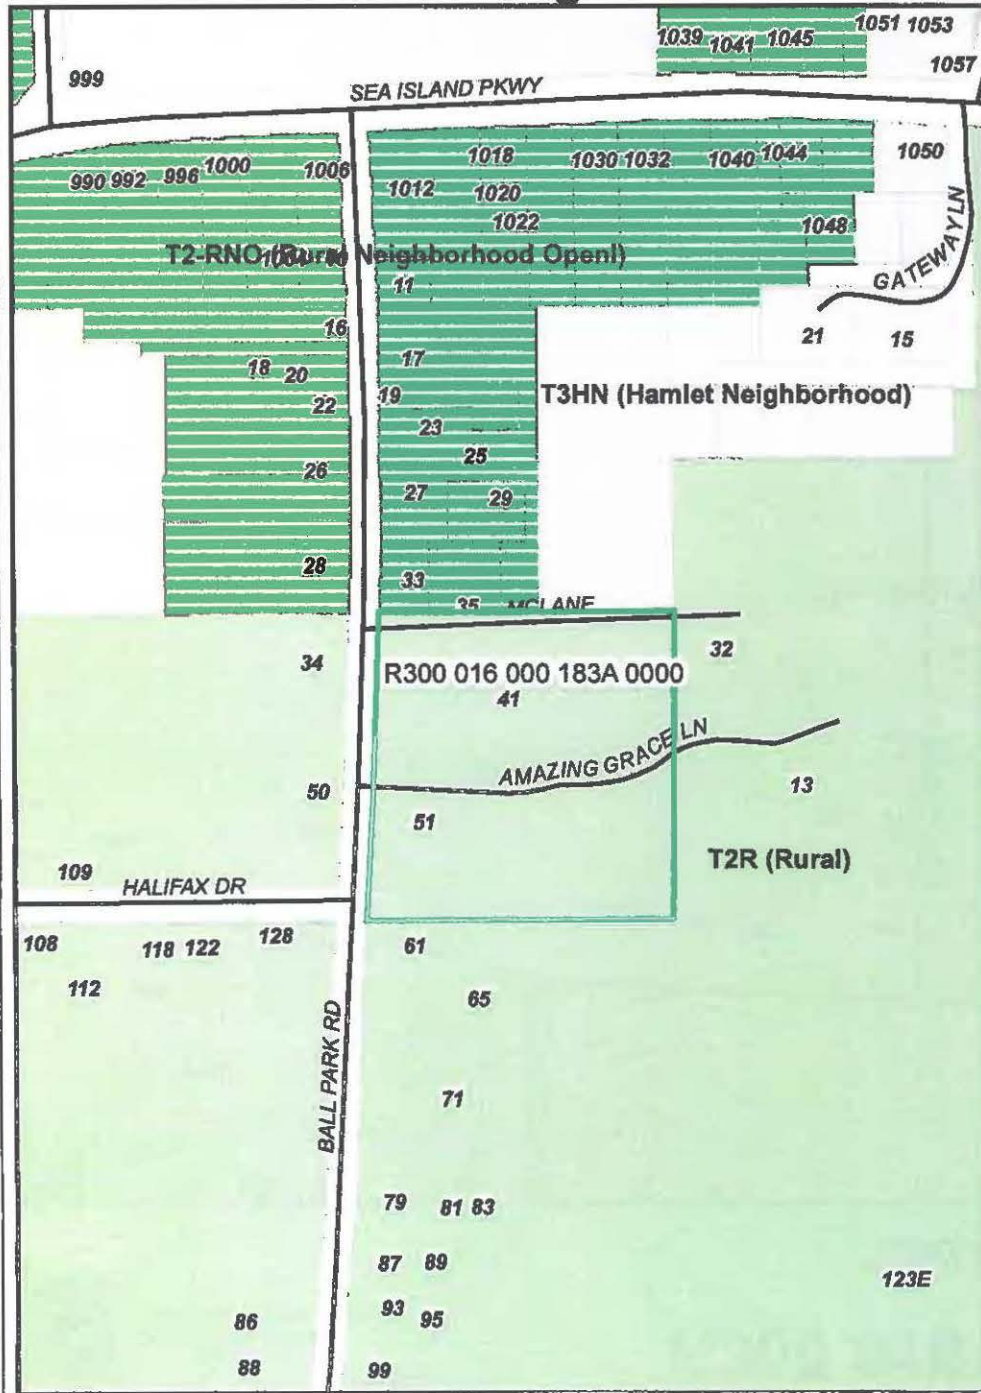 1051 1053
1039 1041 1045
1057
999
SEA ISLAND PKWY
1018 1030 1032 1040 1044 1050
990 992 996 1000 1006
1012 1020
1022 1048
T2-RNO (Rural Neighborhood Openl)
GATEWAY LN
11
16
21 15
17
18 20
19
22
T3HN (Hamlet Neighborhood)
23
25
26
27 29
28
33
35 MCLANE
34
32
R300 016 000 183A 0000
41
AMAZING GRACE LN
50
13
51
T2R (Rural)
109
HALIFAX DR
108 118 122 128
61
112
65
BALL PARK RD
71
79 81 83
87 89
123E
93 95
86
88
99